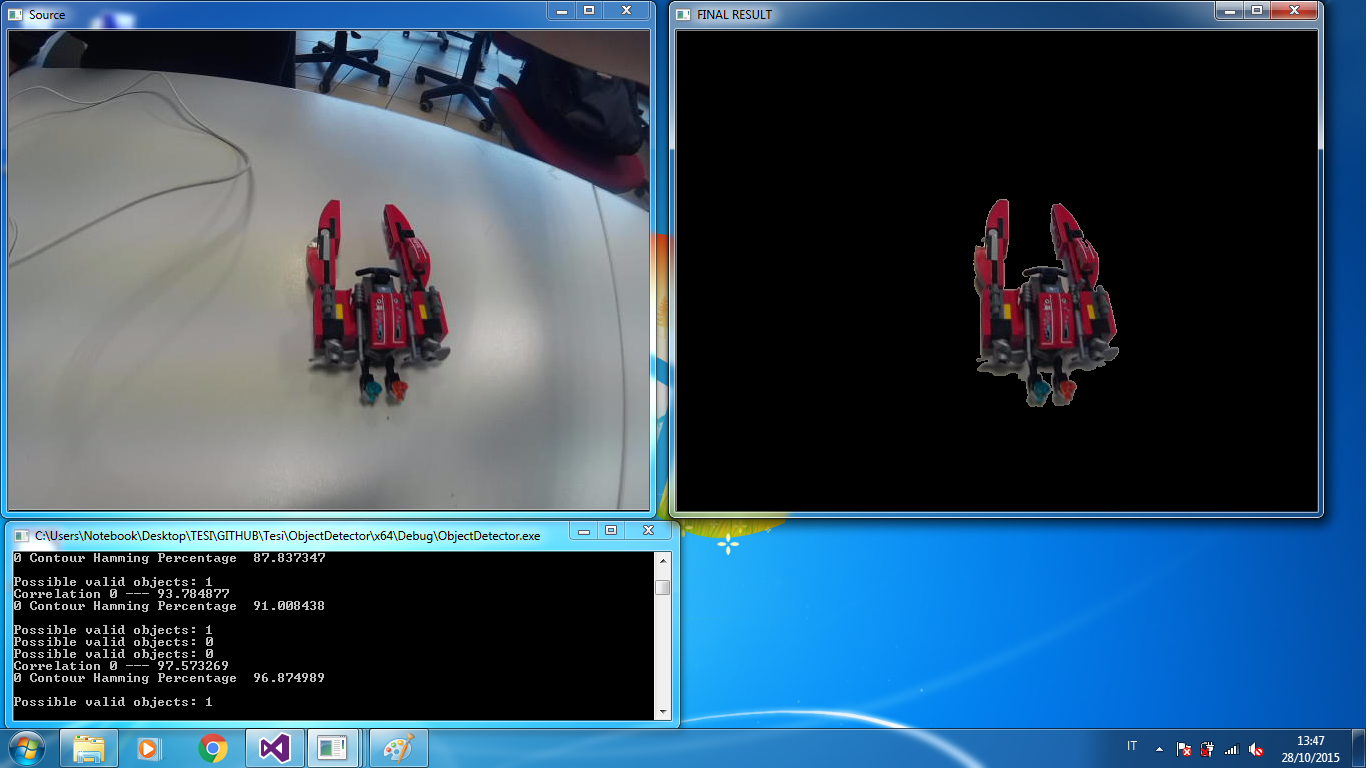 Source
FINAL RESULT
C:\Users\Notebook\Desktop\TESI\GITHUB\Tesi\ObjectDetector\x64\Debug\ObjectDetector.exe
0 Contour Hamming Percentage  87.837347
Possible valid objects: 1
Correlation 0 --- 93.784877
0 Contour Hamming Percentage  91.008438
Possible valid objects: 1
Possible valid objects: 0
Possible valid objects: 0
Correlation 0 --- 97.573269
0 Contour Hamming Percentage  96.874989
Possible valid objects: 1
IT
13:47
28/10/2015